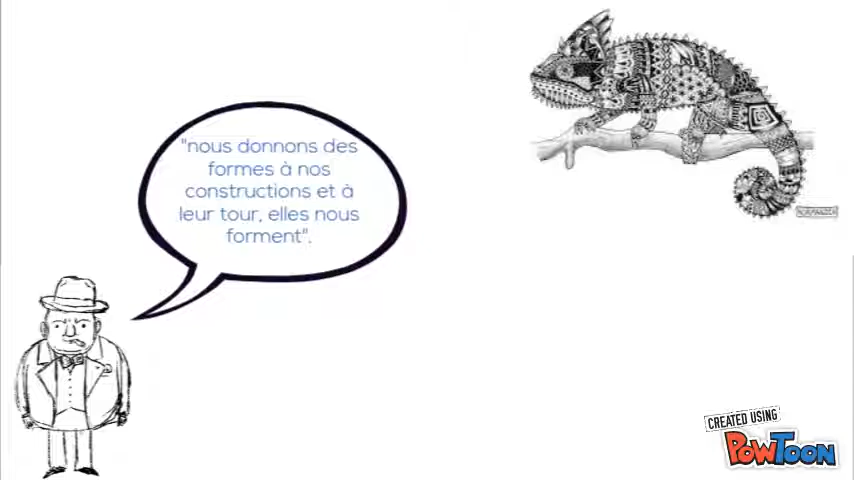 "nous donnons des
formes à nos
constructions et à
leur tour, elles nous
forment".
CREATED USING
POWTOON